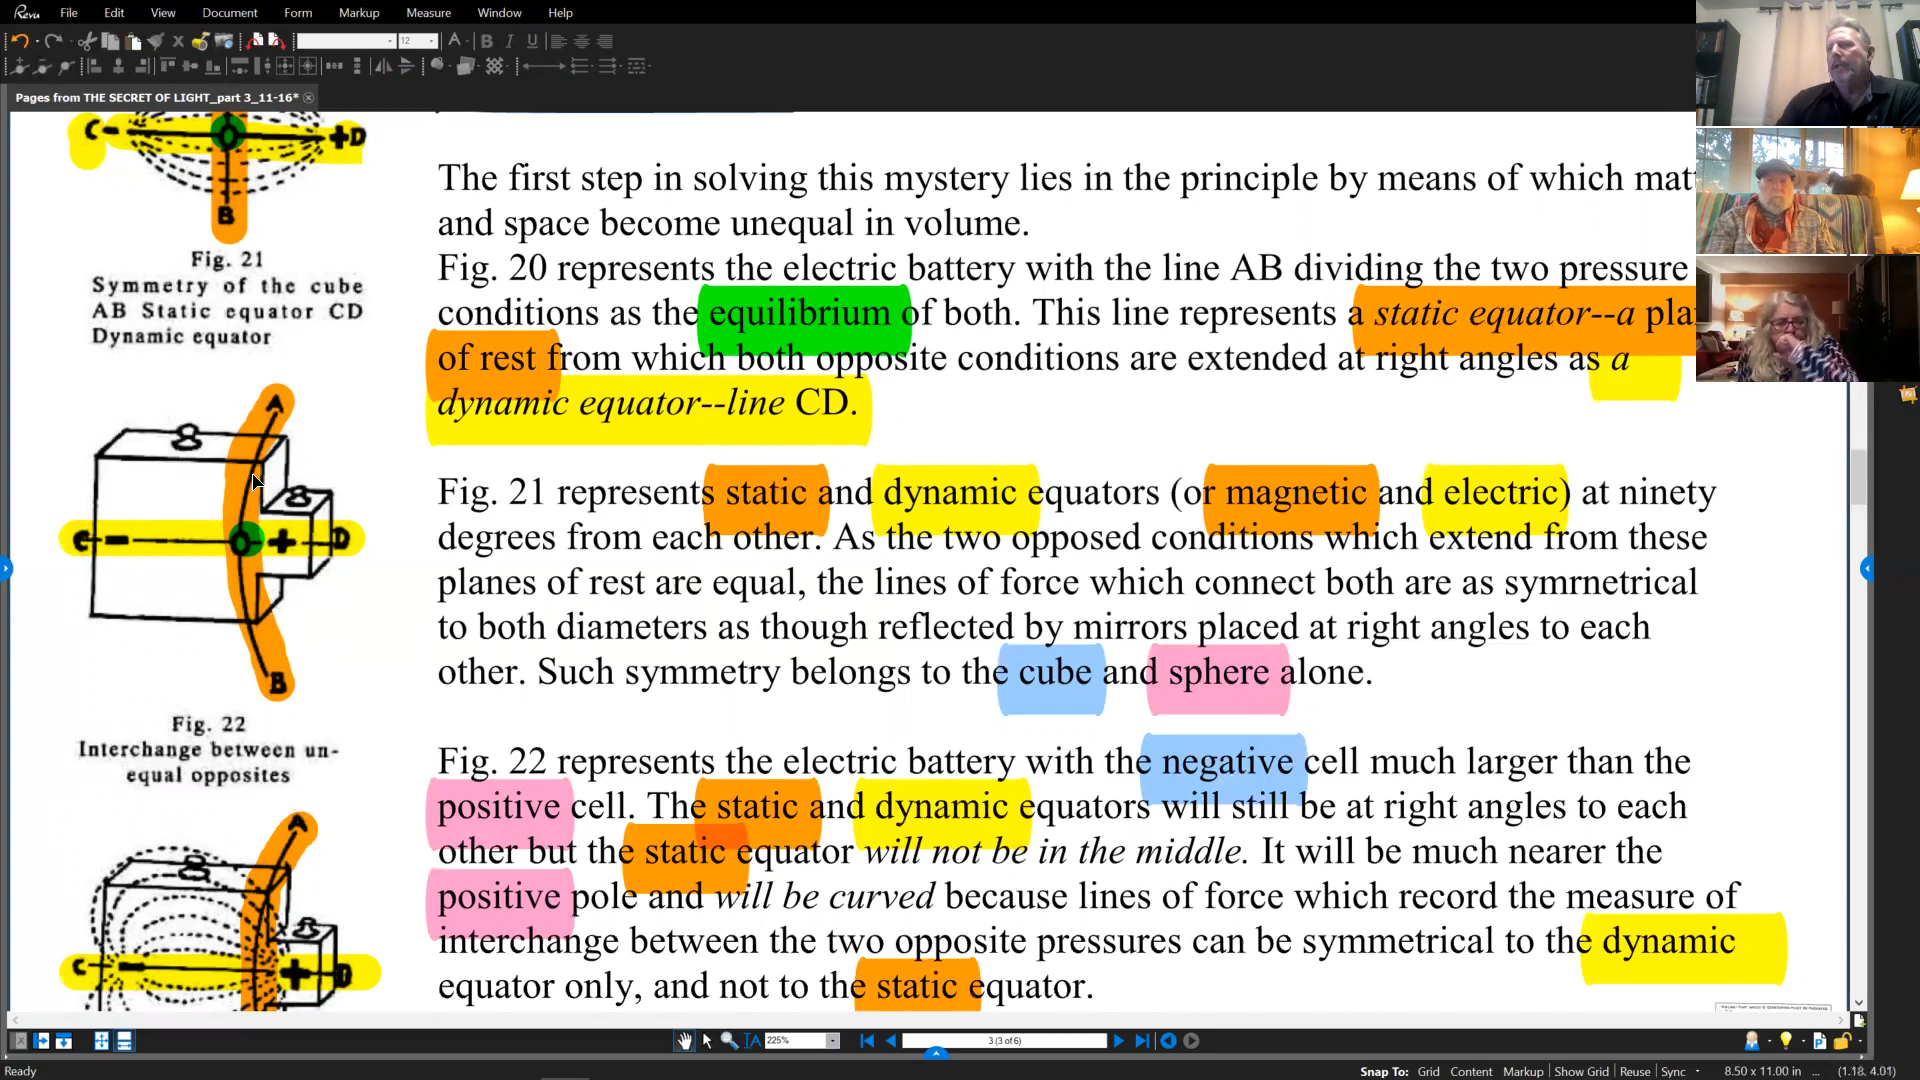 Revu File Edit View Document Form Markup Measure Window Help
12
A B I U
Pages from THE SECRET OF LIGHT_part 3_11-16*
C - O +D
B
Fig. 21
Symmetry of the cube
AB Static equator CD
Dynamic equator
A
C - O + D
B
Fig. 22
Interchange between un-
equal opposites
A
C - + D
The first step in solving this mystery lies in the principle by means of which mat
and space become unequal in volume.
Fig. 20 represents the electric battery with the line AB dividing the two pressure
conditions as the equilibrium of both. This line represents a static equator--a pla
of rest from which both opposite conditions are extended at right angles as a
dynamic equator--line CD.
Fig. 21 represents static and dynamic equators (or magnetic and electric) at ninety
degrees from each other. As the two opposed conditions which extend from these
planes of rest are equal, the lines of force which connect both are as symrnetrical
to both diameters as though reflected by mirrors placed at right angles to each
other. Such symmetry belongs to the cube and sphere alone.
Fig. 22 represents the electric battery with the negative cell much larger than the
positive cell. The static and dynamic equators will still be at right angles to each
other but the static equator will not be in the middle. It will be much nearer the
positive pole and will be curved because lines of force which record the measure of
interchange between the two opposite pressures can be symmetrical to the dynamic
equator only, and not to the static equator.
225%
3 (3 of 6)
Ready
Snap To: Grid Content Markup Show Grid Reuse Sync 8.50 x 11.00 in ... (1.18, 4.01)